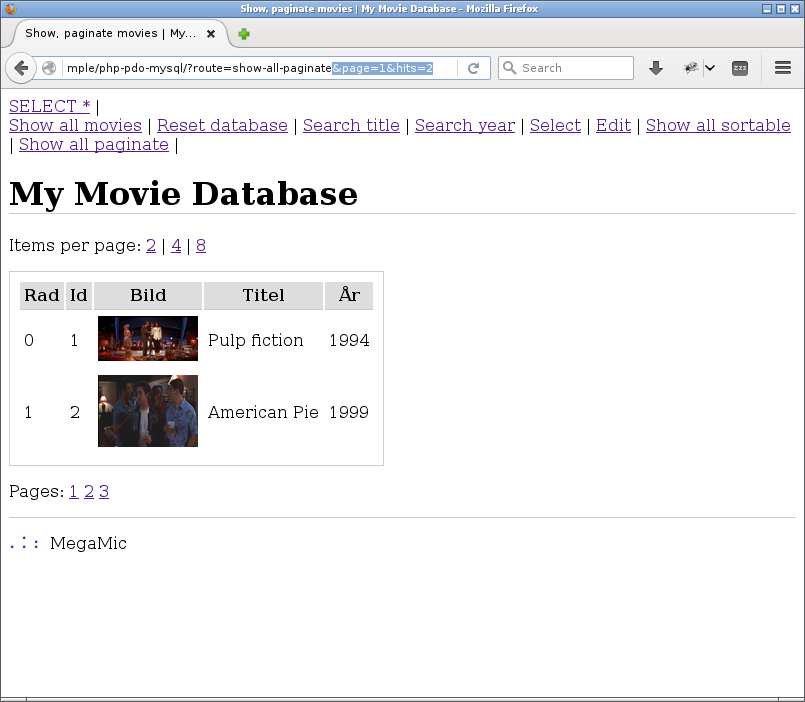 Show, paginate movies | My Movie Database - Mozilla Firefox
Show, paginate movies | My...
mple/php-pdo-mysql/?route=show-all-paginate&page=1&hits=2
Search
SELECT * |
Show all movies | Reset database | Search title | Search year | Select | Edit | Show all sortable
| Show all paginate |
My Movie Database
Items per page: 2 | 4 | 8
Rad Id Bild Titel År
0 1 Pulp fiction 1994
1 2 American Pie 1999
Pages: 1 2 3
.:: MegaMic